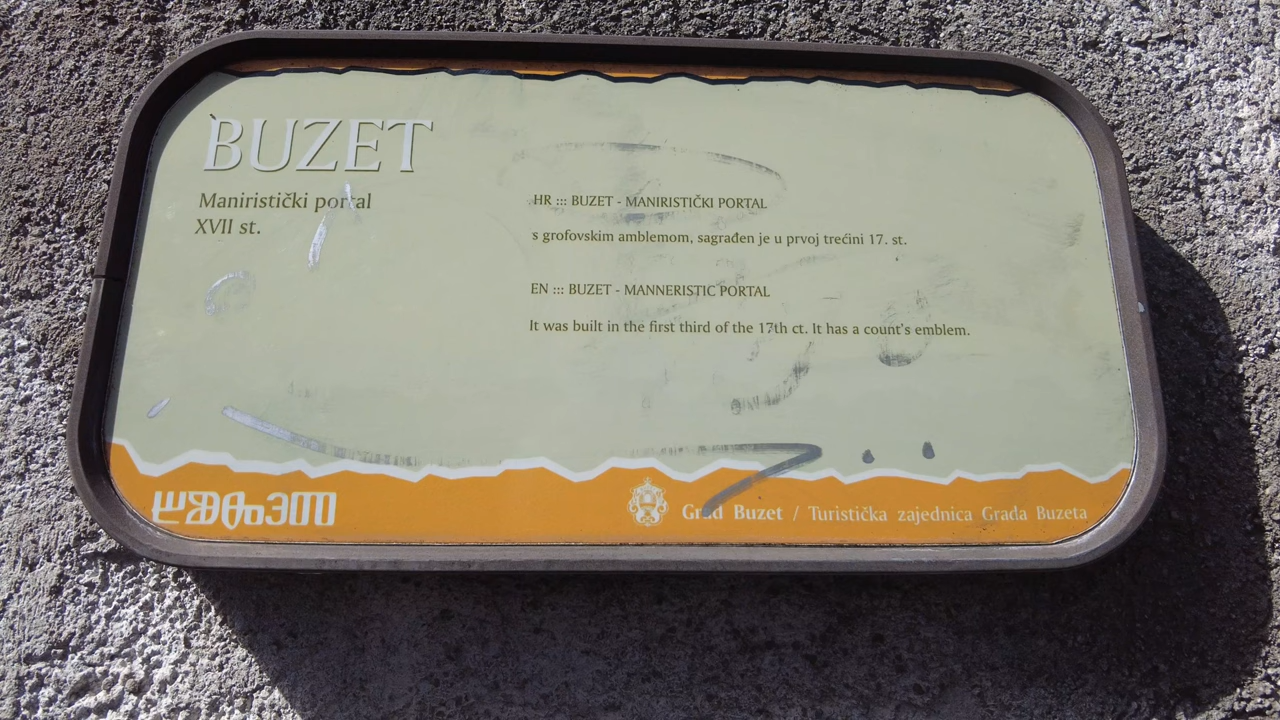 BUZET
Maniristički portal
XVII st.
HR ::: BUZET - MANIRISTIČKI PORTAL
s grofovskim amblemom, sagrađen je u prvoj trećini 17. st.
EN ::: BUZET - MANNERISTIC PORTAL
It was built in the first third of the 17th ct. It has a count's emblem.
ⰁⰎⰈⰅⰕ
Grad Buzet / Turistička zajednica Grada Buzeta